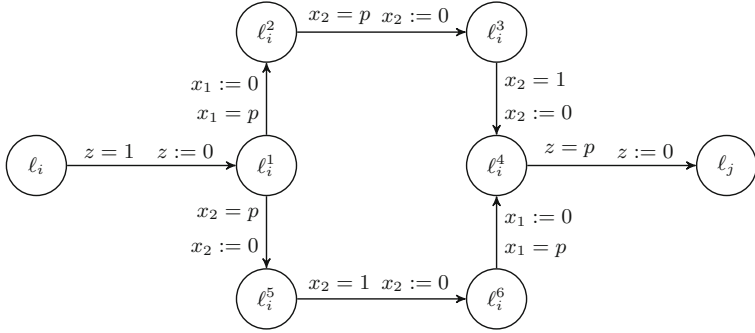 ℓ_i^2
x_2 = p x_2 := 0
ℓ_i^3
x_1 := 0
x_1 = p
x_2 = 1
x_2 := 0
ℓ_i
z = 1 z := 0
ℓ_i^1
ℓ_i^4
z = p z := 0
ℓ_j
x_2 = p
x_2 := 0
x_1 := 0
x_1 = p
ℓ_i^5
x_2 = 1 x_2 := 0
ℓ_i^6